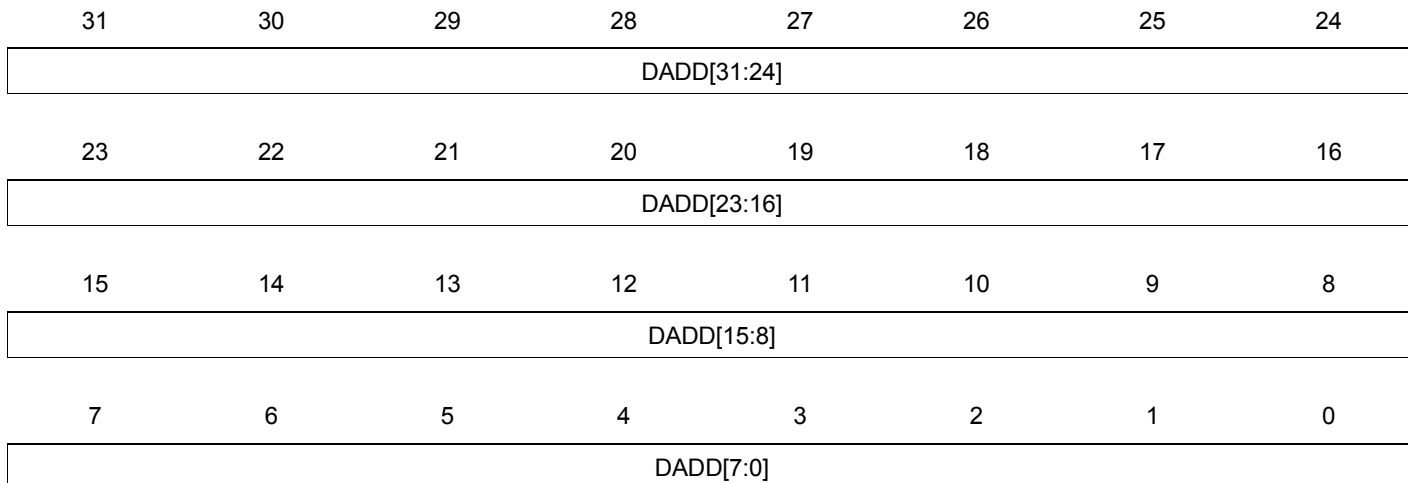 31 30 29 28 27 26 25 24
DADD[31:24]
23 22 21 20 19 18 17 16
DADD[23:16]
15 14 13 12 11 10 9 8
DADD[15:8]
7 6 5 4 3 2 1 0
DADD[7:0]